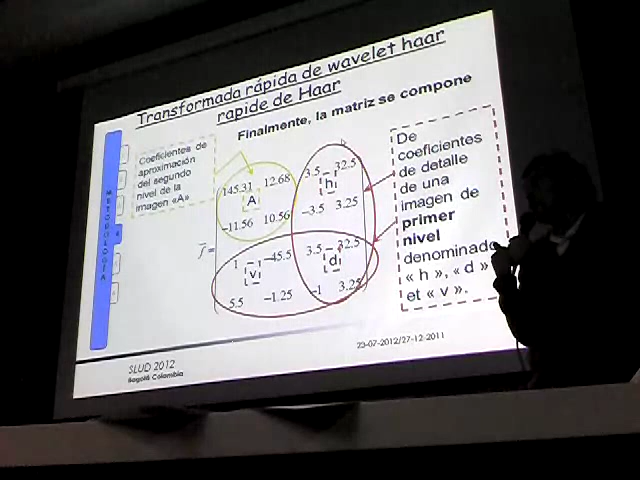 Transformada rápida de wavelet haar
rapide de Haar
Finalmente, la matriz se compone
Coeficientes de
aproximación
del segundo
nivel de la
imagen «A»
METODOLOGÍA
4
145.31 12.68 3.5 32.5
A h
-11.56 10.56 -3.5 3.25
f =
1 -45.5 3.5 32.5
v d
5.5 -1.25 -1 3.25
De
coeficientes
de detalle
de una
imagen de
primer
nivel
denominado
« h », « d »
et « v ».
SLUD 2012
Bogotá Colombia
23-07-2012/27-12-2011